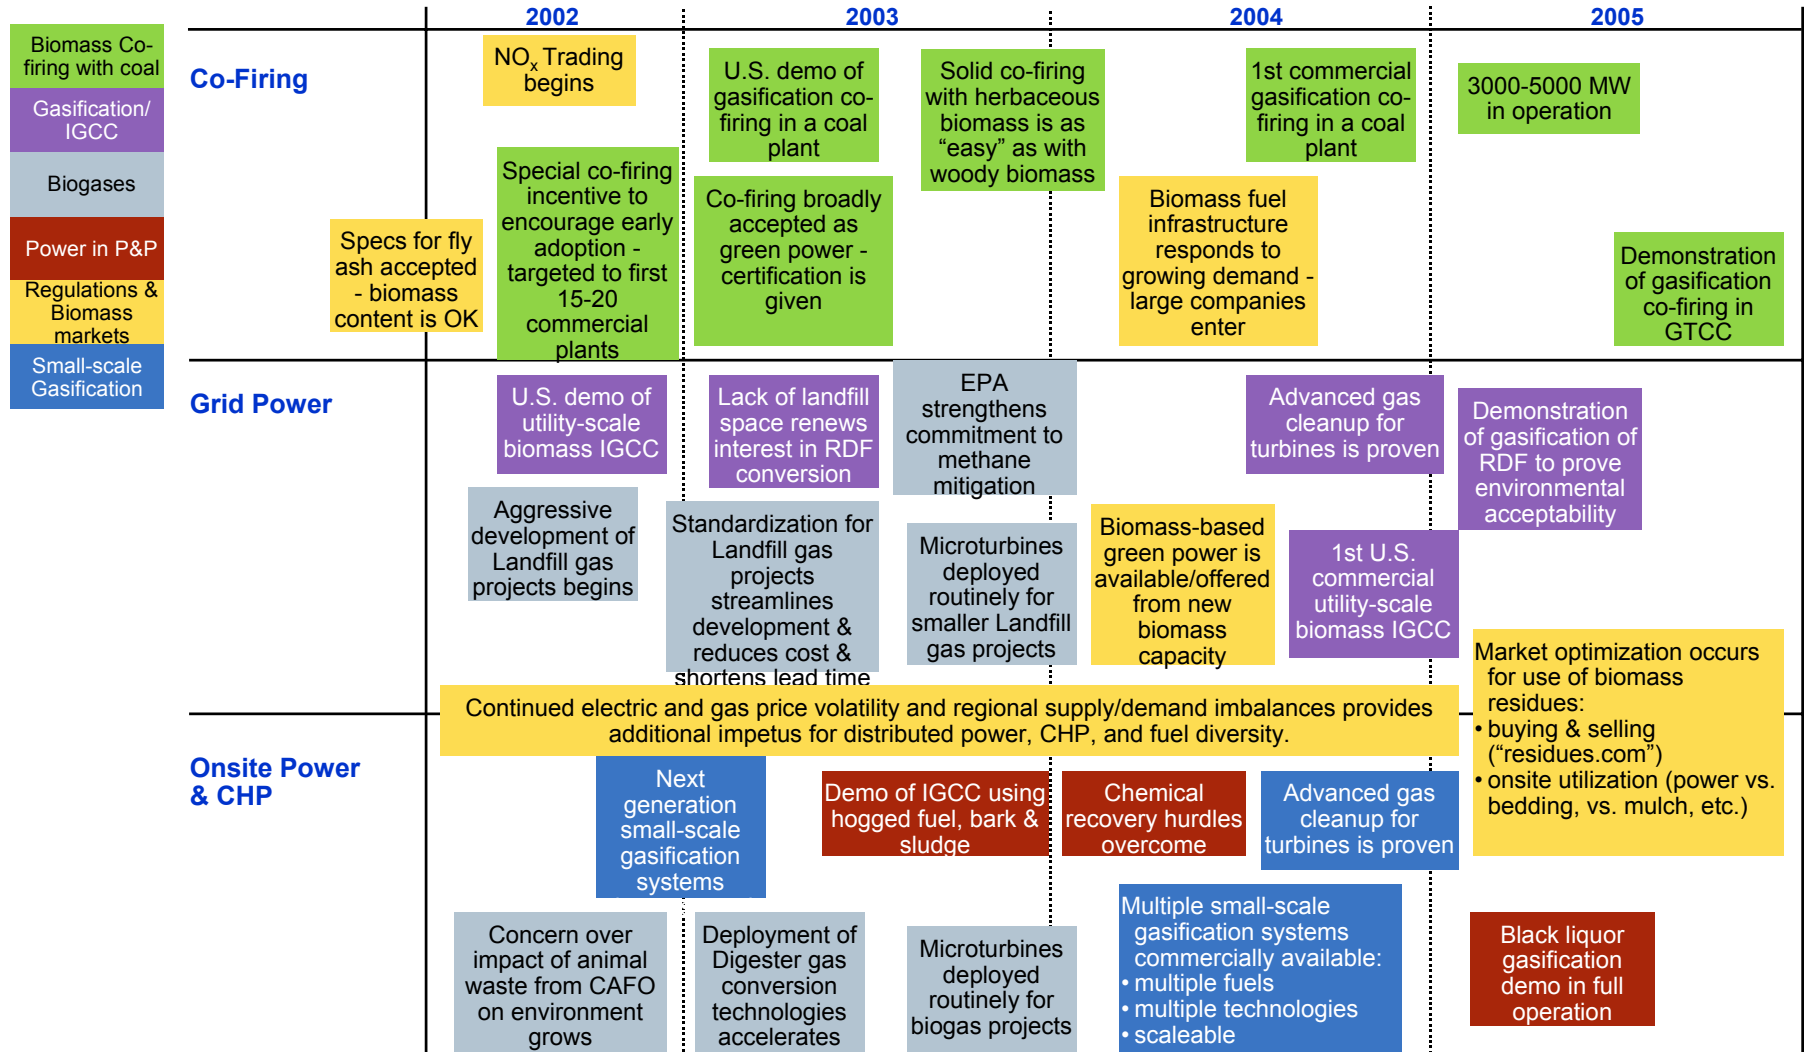 2002
2003
2004
2005
Biomass Co-
firing with coal
Gasification/
IGCC
Biogases
Power in P&P
Regulations &
Biomass
markets
Small-scale
Gasification
Co-Firing
NOx Trading
begins
U.S. demo of
gasification co-
firing in a coal
plant
Solid co-firing
with herbaceous
biomass is as
“easy” as with
woody biomass
1st commercial
gasification co-
firing in a coal
plant
3000-5000 MW
in operation
Specs for fly
ash accepted
- biomass
content is OK
Special co-firing
incentive to
encourage early
adoption -
targeted to first
15-20
commercial
plants
Co-firing broadly
accepted as
green power -
certification is
given
Biomass fuel
infrastructure
responds to
growing demand -
large companies
enter
Demonstration
of gasification
co-firing in
GTCC
Grid Power
U.S. demo of
utility-scale
biomass IGCC
Lack of landfill
space renews
interest in RDF
conversion
EPA
strengthens
commitment to
methane
mitigation
Advanced gas
cleanup for
turbines is proven
Demonstration
of gasification of
RDF to prove
environmental
acceptability
Aggressive
development of
Landfill gas
projects begins
Standardization for
Landfill gas
projects
streamlines
development &
reduces cost &
shortens lead time
Microturbines
deployed
routinely for
smaller Landfill
gas projects
Biomass-based
green power is
available/offered
from new
biomass
capacity
1st U.S.
commercial
utility-scale
biomass IGCC
Market optimization occurs
for use of biomass
residues:
• buying & selling
(“residues.com”)
• onsite utilization (power vs.
bedding, vs. mulch, etc.)
Continued electric and gas price volatility and regional supply/demand imbalances provides
additional impetus for distributed power, CHP, and fuel diversity.
Onsite Power
& CHP
Next
generation
small-scale
gasification
systems
Demo of IGCC using
hogged fuel, bark &
sludge
Chemical
recovery hurdles
overcome
Advanced gas
cleanup for
turbines is proven
Concern over
impact of animal
waste from CAFO
on environment
grows
Deployment of
Digester gas
conversion
technologies
accelerates
Microturbines
deployed
routinely for
biogas projects
Multiple small-scale
gasification systems
commercially available:
• multiple fuels
• multiple technologies
• scaleable
Black liquor
gasification
demo in full
operation